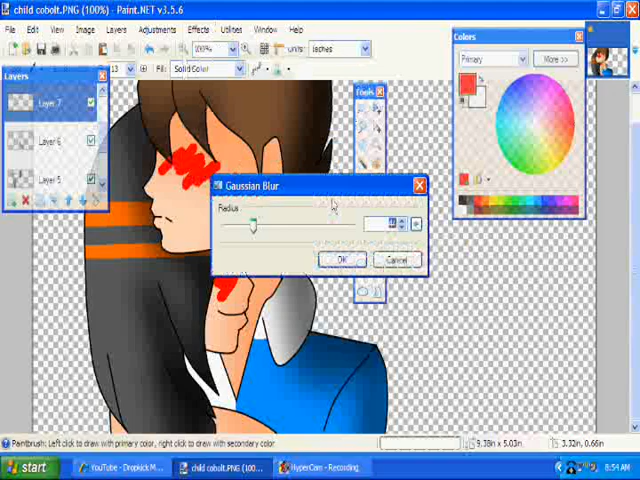 child cobolt.PNG (100%) - Paint.NET v3.5.6
File Edit View Image Layers Adjustments Effects Utilities Window Help
100% units: Inches
13 Fill: Solid Color
Colors
Primary More >>
Layers
Layer 7
Layer 6
Layer 5
Tools
Gaussian Blur
Radius
OK Cancel
Paintbrush: Left click to draw with primary color, right click to draw with secondary color 9.38in x 5.03in 3.32in, 0.66in
start YouTube - Dropkick M... child cobolt.PNG (100... HyperCam - Recording 8:54 AM